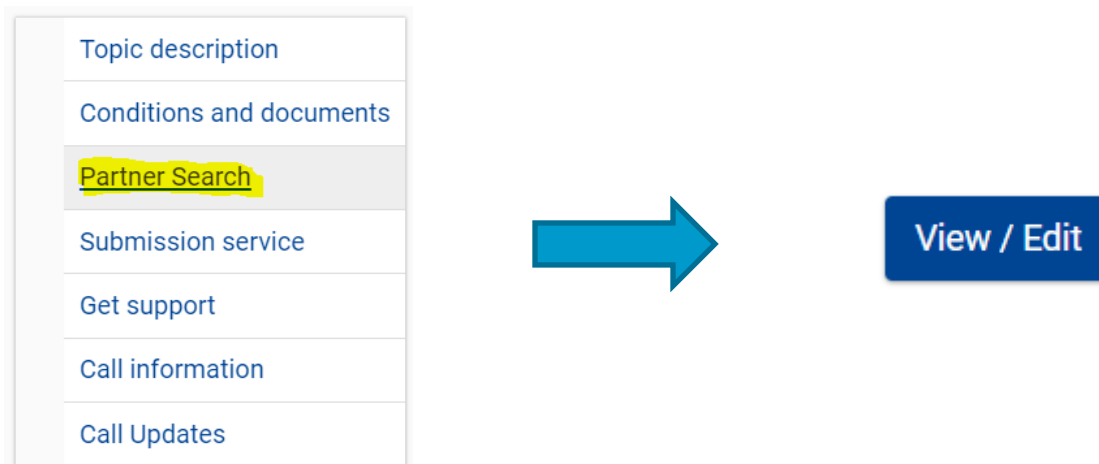 Topic description
Conditions and documents
Partner Search
Submission service
Get support
Call information
Call Updates
View / Edit